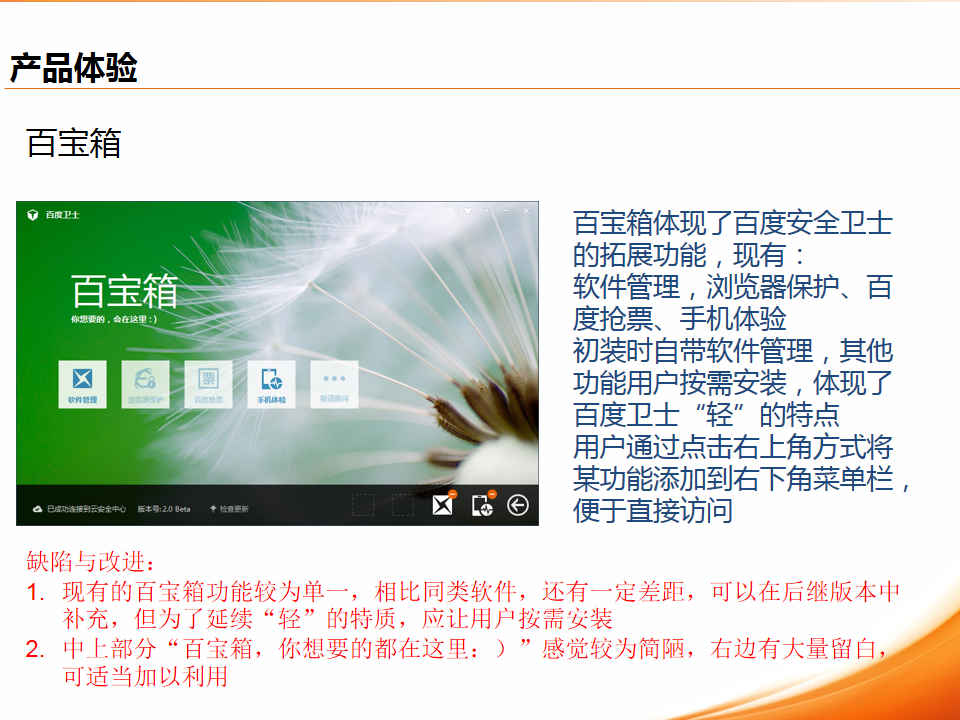 产品体验
百宝箱
百度卫士
百宝箱
你想要的，会在这里：)
软件管理
浏览器保护
百度抢票
手机体检
敬请期待
已成功连接到云安全中心 版本号：2.0 Beta 检查更新
百宝箱体现了百度安全卫士
的拓展功能，现有：
软件管理，浏览器保护、百
度抢票、手机体验
初装时自带软件管理，其他
功能用户按需安装，体现了
百度卫士“轻”的特点
用户通过点击右上角方式将
某功能添加到右下角菜单栏，
便于直接访问
缺陷与改进：
1. 现有的百宝箱功能较为单一，相比同类软件，还有一定差距，可以在后继版本中
补充，但为了延续“轻”的特质，应让用户按需安装
2. 中上部分“百宝箱，你想要的都在这里：）”感觉较为简陋，右边有大量留白，
可适当加以利用